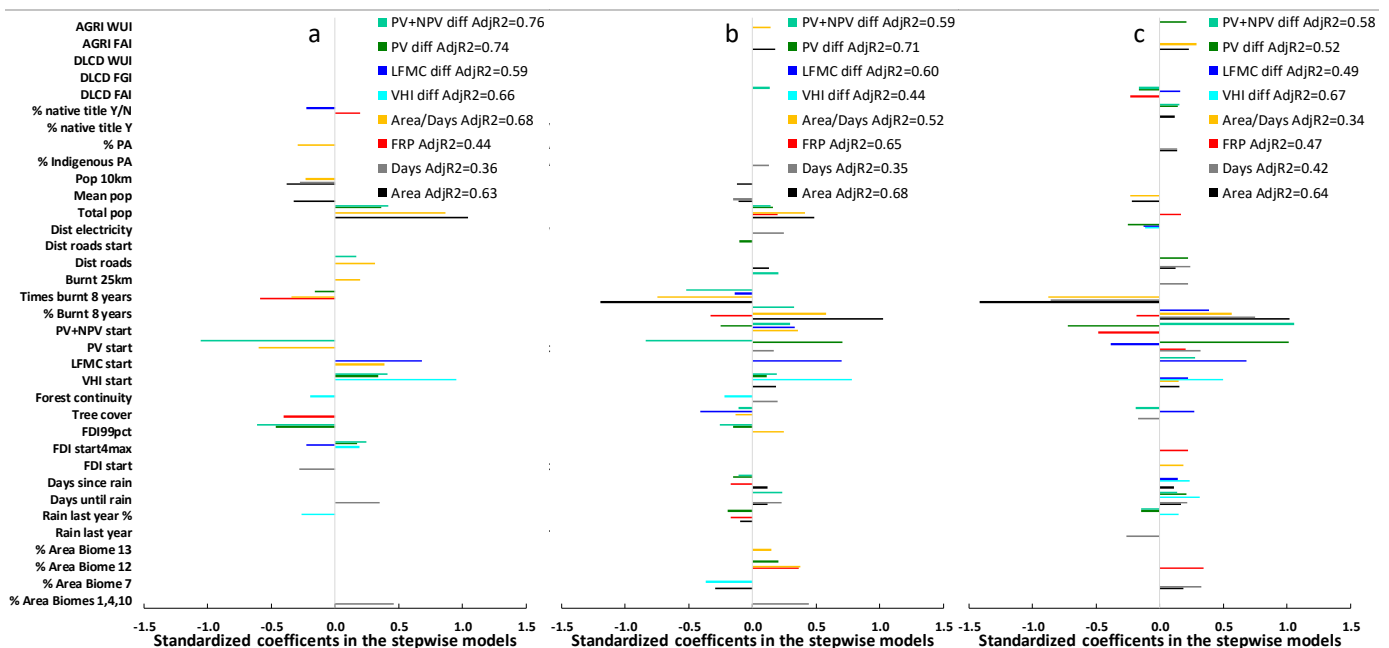 AGRI WUI
AGRI FAI
DLCD WUI
DLCD FGI
DLCD FAI
% native title Y/N
% native title Y
% PA
% Indigenous PA
Pop 10km
Mean pop
Total pop
Dist electricity
Dist roads start
Dist roads
Burnt 25km
Times burnt 8 years
% Burnt 8 years
PV+NPV start
PV start
LFMC start
VHI start
Forest continuity
Tree cover
FDI99pct
FDI start4max
FDI start
Days since rain
Days until rain
Rain last year %
Rain last year
% Area Biome 13
% Area Biome 12
% Area Biome 7
% Area Biomes 1,4,10
a
PV+NPV diff AdjR2=0.76
PV diff AdjR2=0.74
LFMC diff AdjR2=0.59
VHI diff AdjR2=0.66
Area/Days AdjR2=0.68
FRP AdjR2=0.44
Days AdjR2=0.36
Area AdjR2=0.63
-1.5 -1.0 -0.5 0.0 0.5 1.0 1.5
Standardized coefficents in the stepwise models
b
PV+NPV diff AdjR2=0.59
PV diff AdjR2=0.71
LFMC diff AdjR2=0.60
VHI diff AdjR2=0.44
Area/Days AdjR2=0.52
FRP AdjR2=0.65
Days AdjR2=0.35
Area AdjR2=0.68
-1.5 -1.0 -0.5 0.0 0.5 1.0 1.5
Standardized coefficents in the stepwise models
c
PV+NPV diff AdjR2=0.58
PV diff AdjR2=0.52
LFMC diff AdjR2=0.49
VHI diff AdjR2=0.67
Area/Days AdjR2=0.34
FRP AdjR2=0.47
Days AdjR2=0.42
Area AdjR2=0.64
-1.5 -1.0 -0.5 0.0 0.5 1.0 1.5
Standardized coefficents in the stepwise models